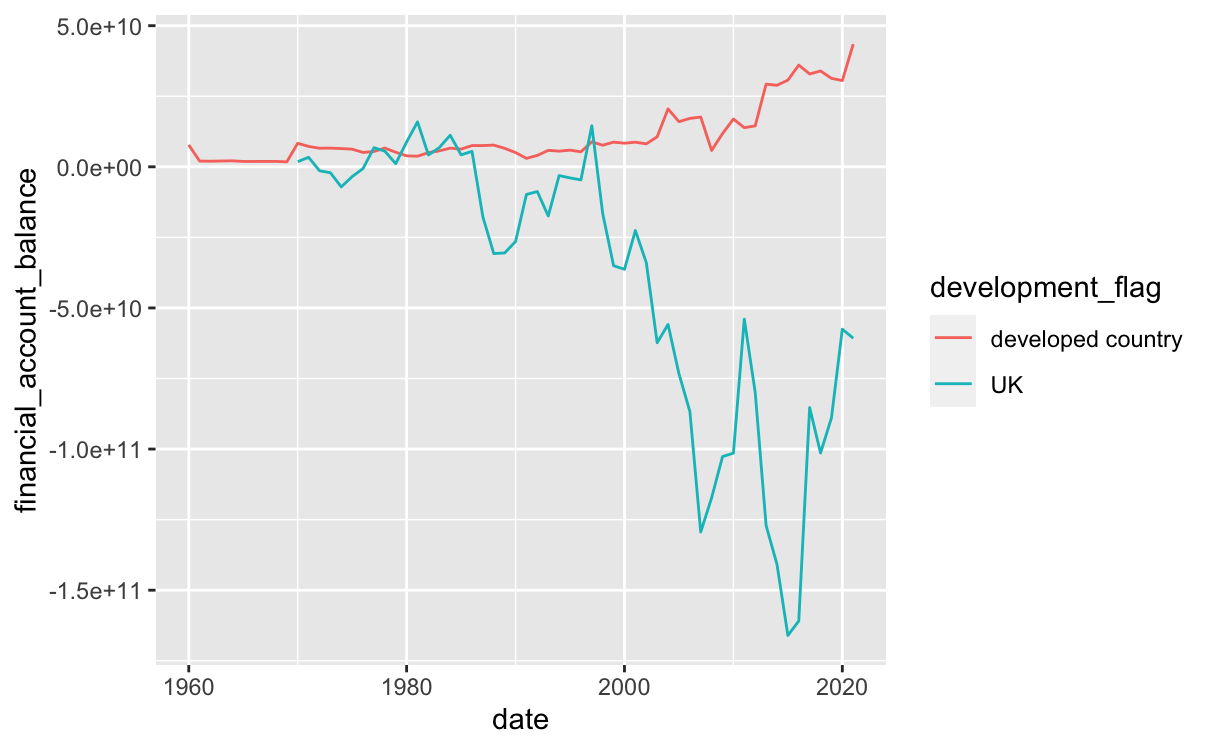 financial_account_balance
5.0e+10
0.0e+00
-5.0e+10
-1.0e+11
-1.5e+11
1960
1980
2000
2020
date
development_flag
developed country
UK